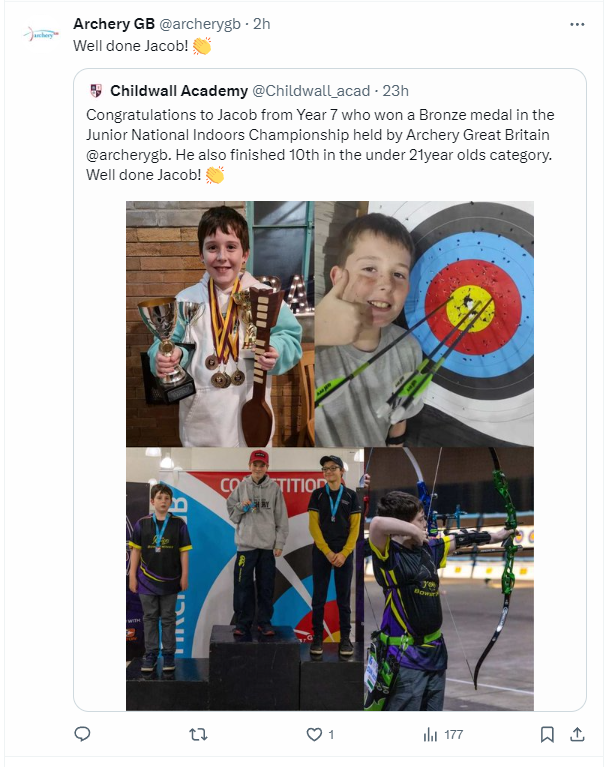 Archery GB @archerygb · 2h
Well done Jacob! 👏
Childwall Academy @Childwall_acad · 23h
Congratulations to Jacob from Year 7 who won a Bronze medal in the
Junior National Indoors Championship held by Archery Great Britain
@archerygb. He also finished 10th in the under 21year olds category.
Well done Jacob! 👏
COMPETITION
1
177